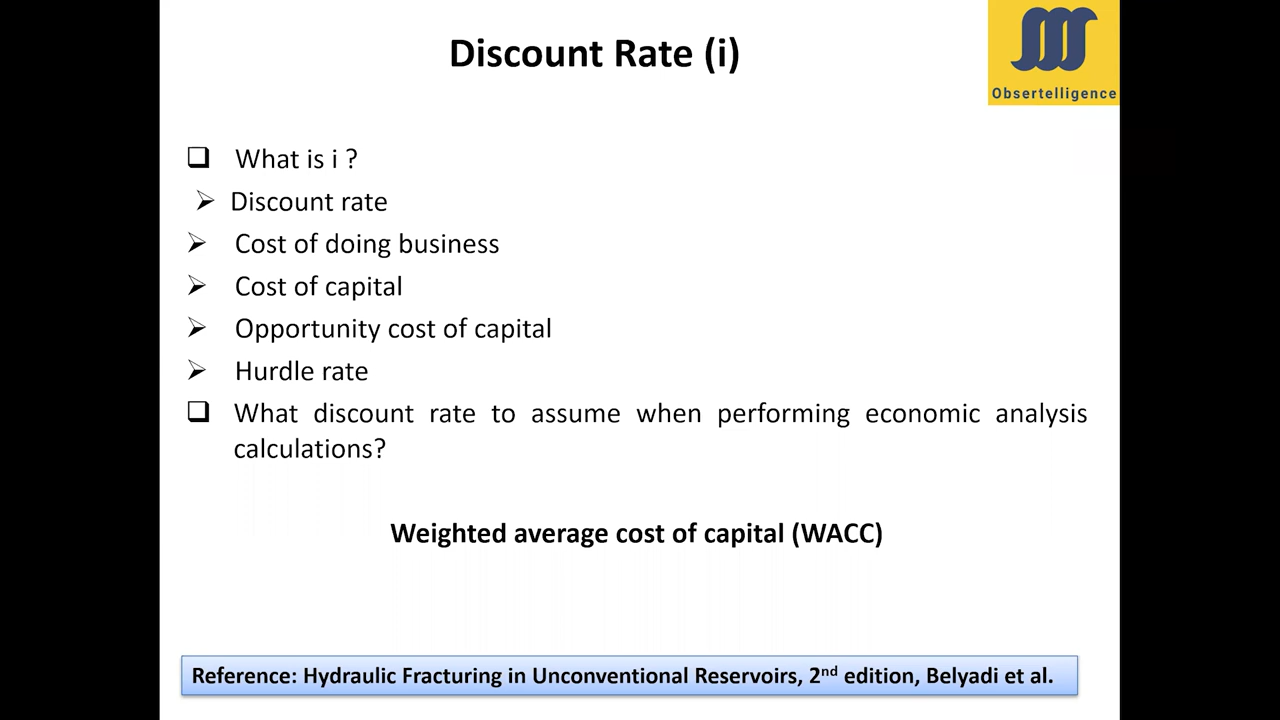 Discount Rate (i)
Obsertelligence
What is i ?
Discount rate
Cost of doing business
Cost of capital
Opportunity cost of capital
Hurdle rate
What discount rate to assume when performing economic analysis
calculations?
Weighted average cost of capital (WACC)
Reference: Hydraulic Fracturing in Unconventional Reservoirs, 2nd edition, Belyadi et al.